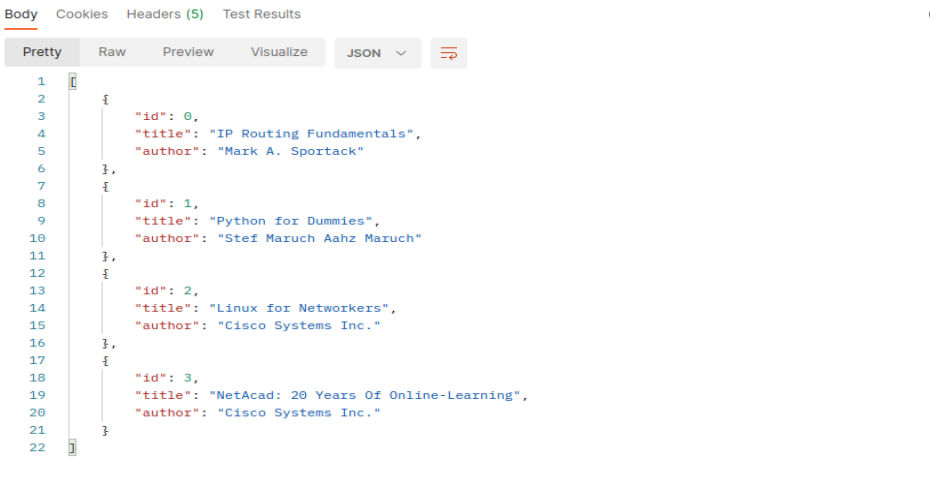 Body Cookies Headers (5) Test Results
Pretty Raw Preview Visualize JSON
1 [
2 {
3 "id": 0,
4 "title": "IP Routing Fundamentals",
5 "author": "Mark A. Sportack"
6 },
7 {
8 "id": 1,
9 "title": "Python for Dummies",
10 "author": "Stef Maruch Aahz Maruch"
11 },
12 {
13 "id": 2,
14 "title": "Linux for Networkers",
15 "author": "Cisco Systems Inc."
16 },
17 {
18 "id": 3,
19 "title": "NetAcad: 20 Years Of Online-Learning",
20 "author": "Cisco Systems Inc."
21 }
22 ]